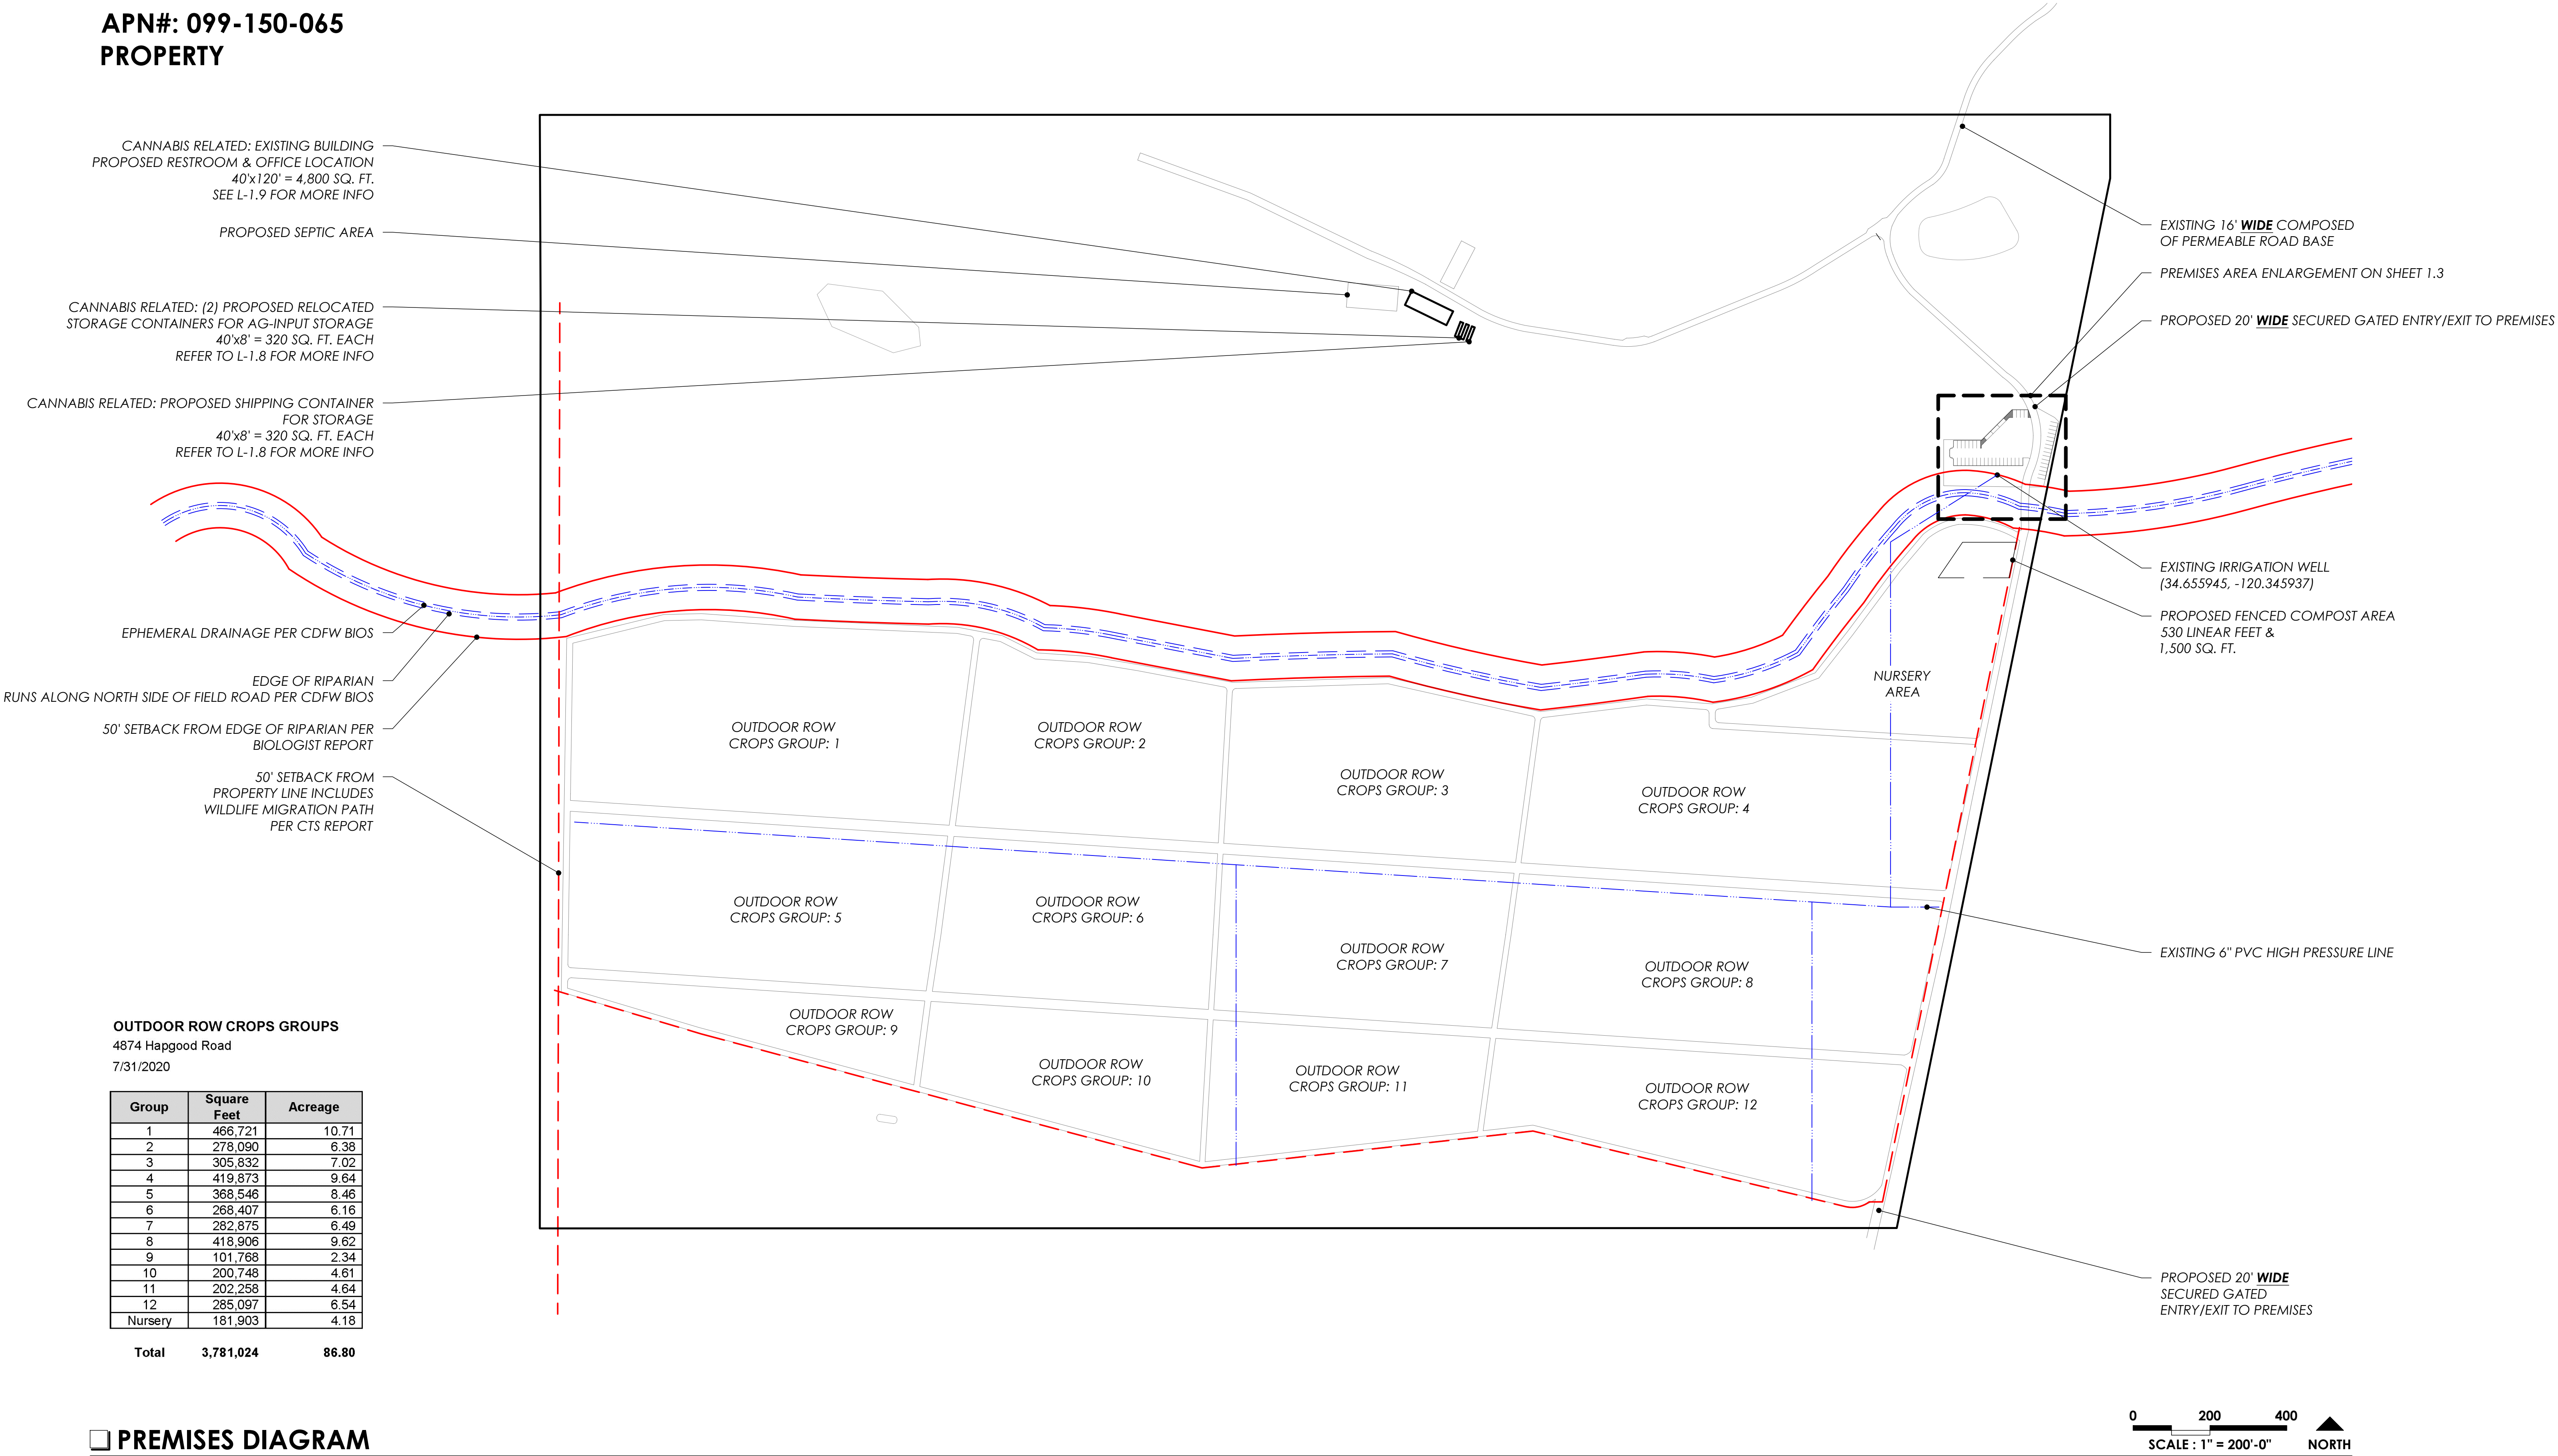 APN#: 099-150-065
PROPERTY
CANNABIS RELATED: EXISTING BUILDING
PROPOSED RESTROOM & OFFICE LOCATION
40'x120' = 4,800 SQ. FT.
SEE L-1.9 FOR MORE INFO
PROPOSED SEPTIC AREA
CANNABIS RELATED: (2) PROPOSED RELOCATED
STORAGE CONTAINERS FOR AG-INPUT STORAGE
40'x8' = 320 SQ. FT. EACH
REFER TO L-1.8 FOR MORE INFO
CANNABIS RELATED: PROPOSED SHIPPING CONTAINER
FOR STORAGE
40'x8' = 320 SQ. FT. EACH
REFER TO L-1.8 FOR MORE INFO
EPHEMERAL DRAINAGE PER CDFW BIOS
EDGE OF RIPARIAN
RUNS ALONG NORTH SIDE OF FIELD ROAD PER CDFW BIOS
50' SETBACK FROM EDGE OF RIPARIAN PER
BIOLOGIST REPORT
50' SETBACK FROM
PROPERTY LINE INCLUDES
WILDLIFE MIGRATION PATH
PER CTS REPORT
EXISTING 16' WIDE COMPOSED
OF PERMEABLE ROAD BASE
PREMISES AREA ENLARGEMENT ON SHEET 1.3
PROPOSED 20' WIDE SECURED GATED ENTRY/EXIT TO PREMISES
EXISTING IRRIGATION WELL
(34.655945, -120.345937)
PROPOSED FENCED COMPOST AREA
530 LINEAR FEET &
1,500 SQ. FT.
EXISTING 6" PVC HIGH PRESSURE LINE
PROPOSED 20' WIDE
SECURED GATED
ENTRY/EXIT TO PREMISES
NURSERY
AREA
OUTDOOR ROW
CROPS GROUP: 1
OUTDOOR ROW
CROPS GROUP: 2
OUTDOOR ROW
CROPS GROUP: 3
OUTDOOR ROW
CROPS GROUP: 4
OUTDOOR ROW
CROPS GROUP: 5
OUTDOOR ROW
CROPS GROUP: 6
OUTDOOR ROW
CROPS GROUP: 7
OUTDOOR ROW
CROPS GROUP: 8
OUTDOOR ROW
CROPS GROUP: 9
OUTDOOR ROW
CROPS GROUP: 10
OUTDOOR ROW
CROPS GROUP: 11
OUTDOOR ROW
CROPS GROUP: 12
OUTDOOR ROW CROPS GROUPS
4874 Hapgood Road
7/31/2020
Group Square Feet Acreage
1 466,721 10.71
2 278,090 6.38
3 305,832 7.02
4 419,873 9.64
5 368,546 8.46
6 268,407 6.16
7 282,875 6.49
8 418,906 9.62
9 101,768 2.34
10 200,748 4.61
11 202,258 4.64
12 285,097 6.54
Nursery 181,903 4.18
Total 3,781,024 86.80
PREMISES DIAGRAM
0 200 400
SCALE : 1" = 200'-0"
NORTH